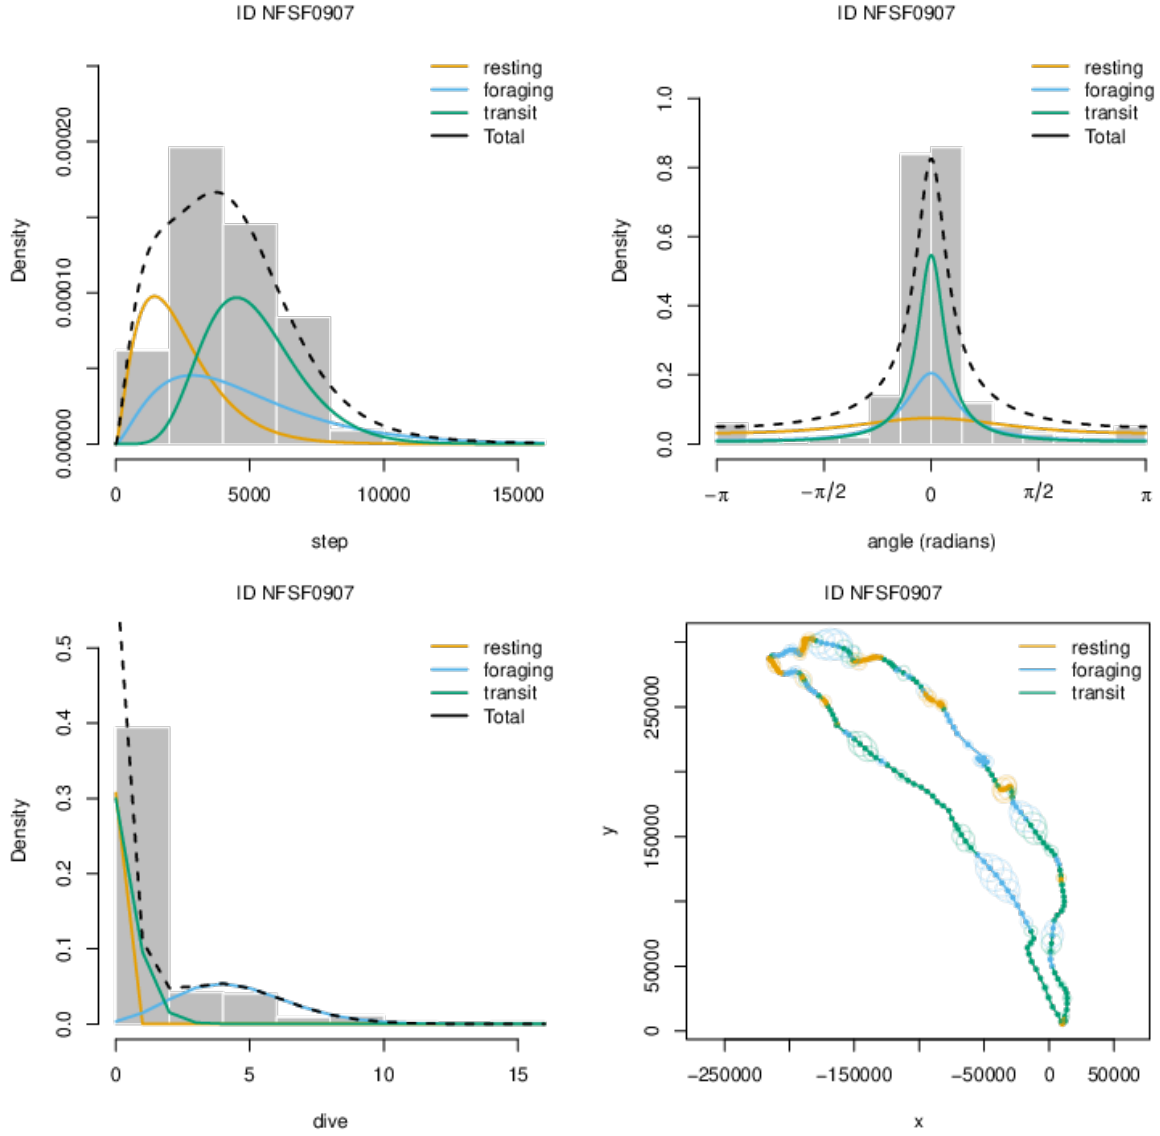 ID NFSF0907
resting
foraging
transit
Total
Density
0.00000
0.00010
0.00020
0
5000
10000
15000
step
ID NFSF0907
resting
foraging
transit
Total
Density
0.0
0.2
0.4
0.6
0.8
1.0
−π
−π/2
0
π/2
π
angle (radians)
ID NFSF0907
resting
foraging
transit
Total
Density
0.0
0.1
0.2
0.3
0.4
0.5
0
5
10
15
dive
ID NFSF0907
resting
foraging
transit
y
0
50000
150000
250000
−250000
−150000
−50000
0
50000
x